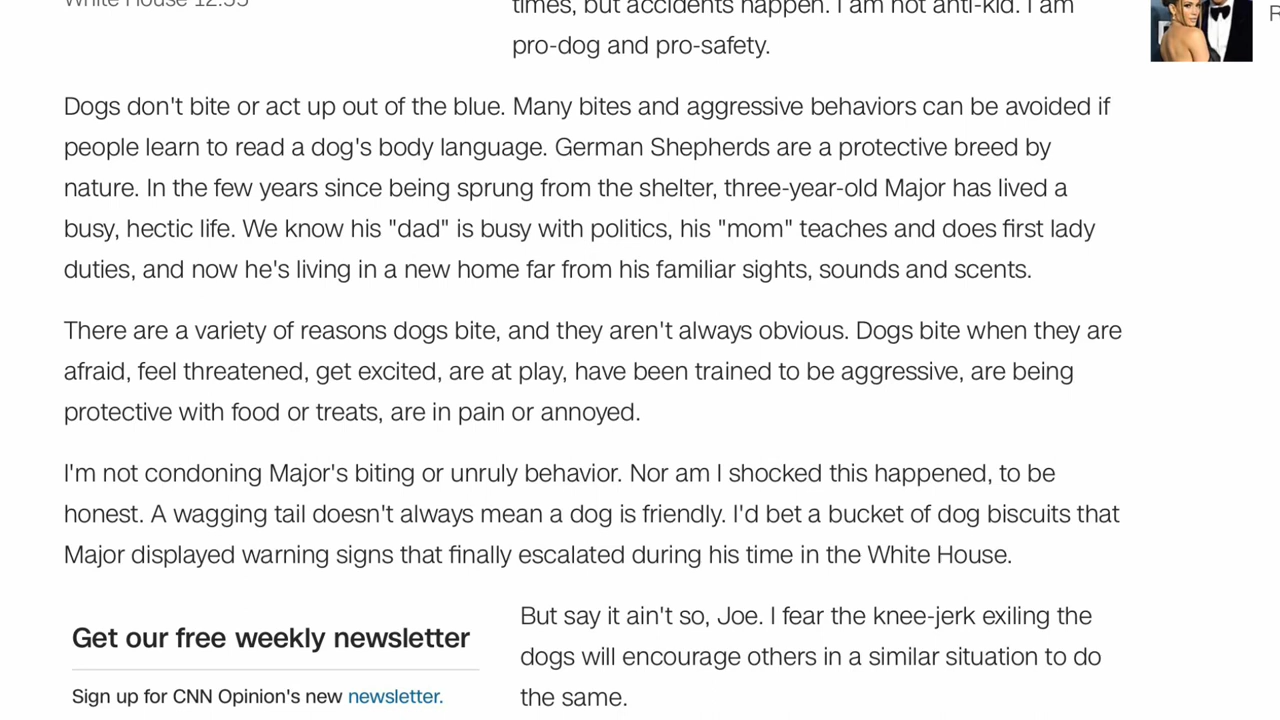 White House 12:55
times, but accidents happen. I am not anti-kid. I am
pro-dog and pro-safety.
R
Dogs don't bite or act up out of the blue. Many bites and aggressive behaviors can be avoided if
people learn to read a dog's body language. German Shepherds are a protective breed by
nature. In the few years since being sprung from the shelter, three-year-old Major has lived a
busy, hectic life. We know his "dad" is busy with politics, his "mom" teaches and does first lady
duties, and now he's living in a new home far from his familiar sights, sounds and scents.
There are a variety of reasons dogs bite, and they aren't always obvious. Dogs bite when they are
afraid, feel threatened, get excited, are at play, have been trained to be aggressive, are being
protective with food or treats, are in pain or annoyed.
I'm not condoning Major's biting or unruly behavior. Nor am I shocked this happened, to be
honest. A wagging tail doesn't always mean a dog is friendly. I'd bet a bucket of dog biscuits that
Major displayed warning signs that finally escalated during his time in the White House.
Get our free weekly newsletter
Sign up for CNN Opinion's new newsletter.
But say it ain't so, Joe. I fear the knee-jerk exiling the
dogs will encourage others in a similar situation to do
the same.